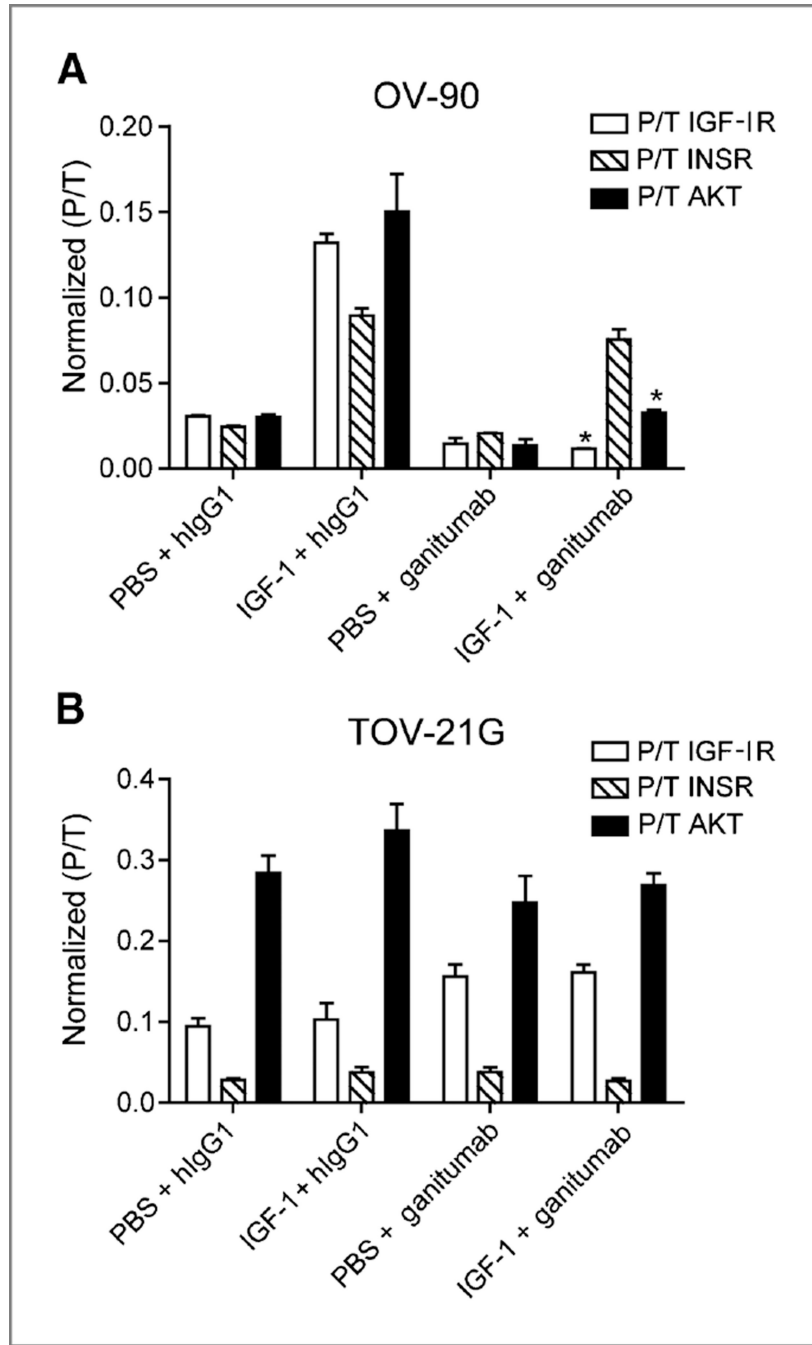 A
OV-90
P/T IGF-IR
P/T INSR
P/T AKT
Normalized (P/T)
0.20
0.15
0.10
0.05
0.00
*
*
PBS + hIgG1
IGF-1 + hIgG1
PBS + ganitumab
IGF-1 + ganitumab
B
TOV-21G
P/T IGF-IR
P/T INSR
P/T AKT
Normalized (P/T)
0.4
0.3
0.2
0.1
0.0
PBS + hIgG1
IGF-1+ hIgG1
PBS + ganitumab
IGF-1 + ganitumab